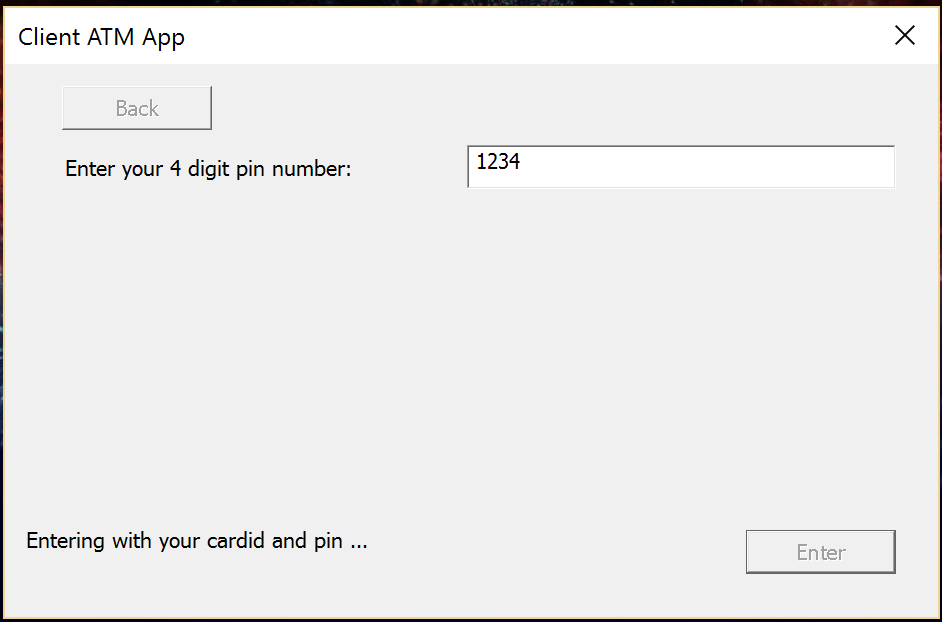 Client ATM App
Back
Enter your 4 digit pin number:
1234
Entering with your cardid and pin ...
Enter